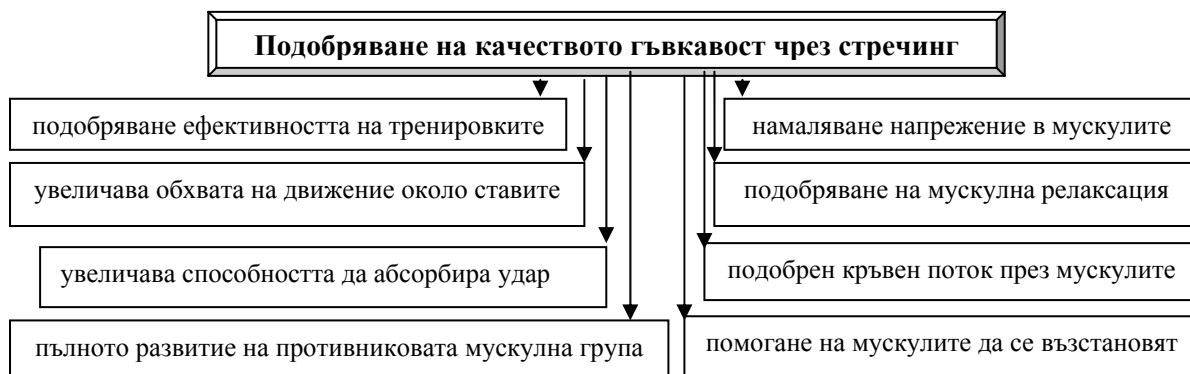 Подобряване на качеството гъвкавост чрез стречинг
подобряване ефективността на тренировките
намаляване напрежение в мускулите
увеличава обхвата на движение около ставите
подобряване на мускулна релаксация
увеличава способността да абсорбира удар
подобрен кръвен поток през мускулите
пълното развитие на противниковата мускулна група
помогане на мускулите да се възстановят